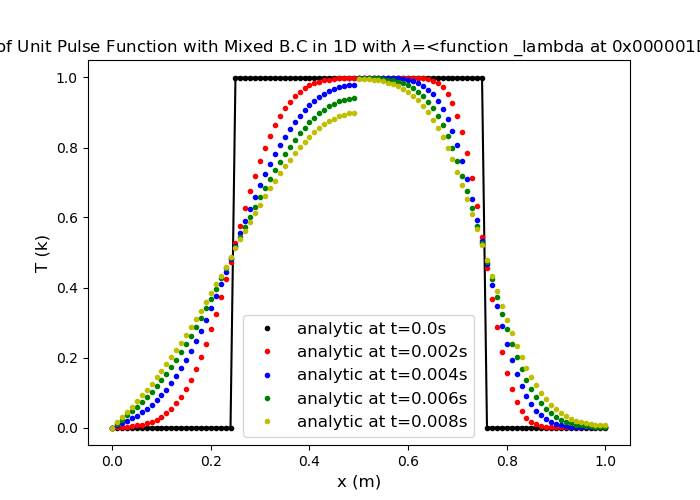 of Unit Pulse Function with Mixed B.C in 1D with λ=<function _lambda at 0x000001D
1.0
0.8
0.6
0.4
0.2
0.0
T (k)
analytic at t=0.0s
analytic at t=0.002s
analytic at t=0.004s
analytic at t=0.006s
analytic at t=0.008s
0.0 0.2 0.4 0.6 0.8 1.0
x (m)